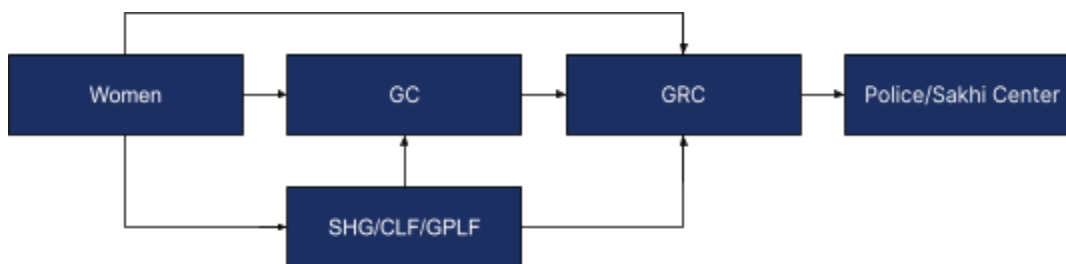 Women
GC
GRC
Police/Sakhi Center
SHG/CLF/GPLF